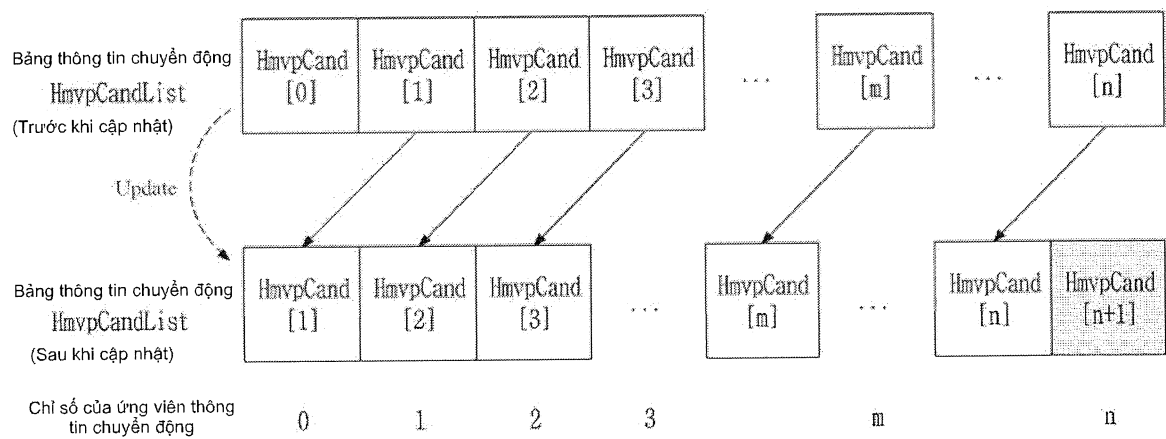 Bảng thông tin chuyển động
HmvpCandList
(Trước khi cập nhật)
HmvpCand
[0]
HmvpCand
[1]
HmvpCand
[2]
HmvpCand
[3]
...
HmvpCand
[m]
...
HmvpCand
[n]
Update
Bảng thông tin chuyển động
HmvpCandList
(Sau khi cập nhật)
HmvpCand
[1]
HmvpCand
[2]
HmvpCand
[3]
...
HmvpCand
[m]
...
HmvpCand
[n]
HmvpCand
[n+1]
Chỉ số của ứng viên thông
tin chuyển động
0 1 2 3 m n